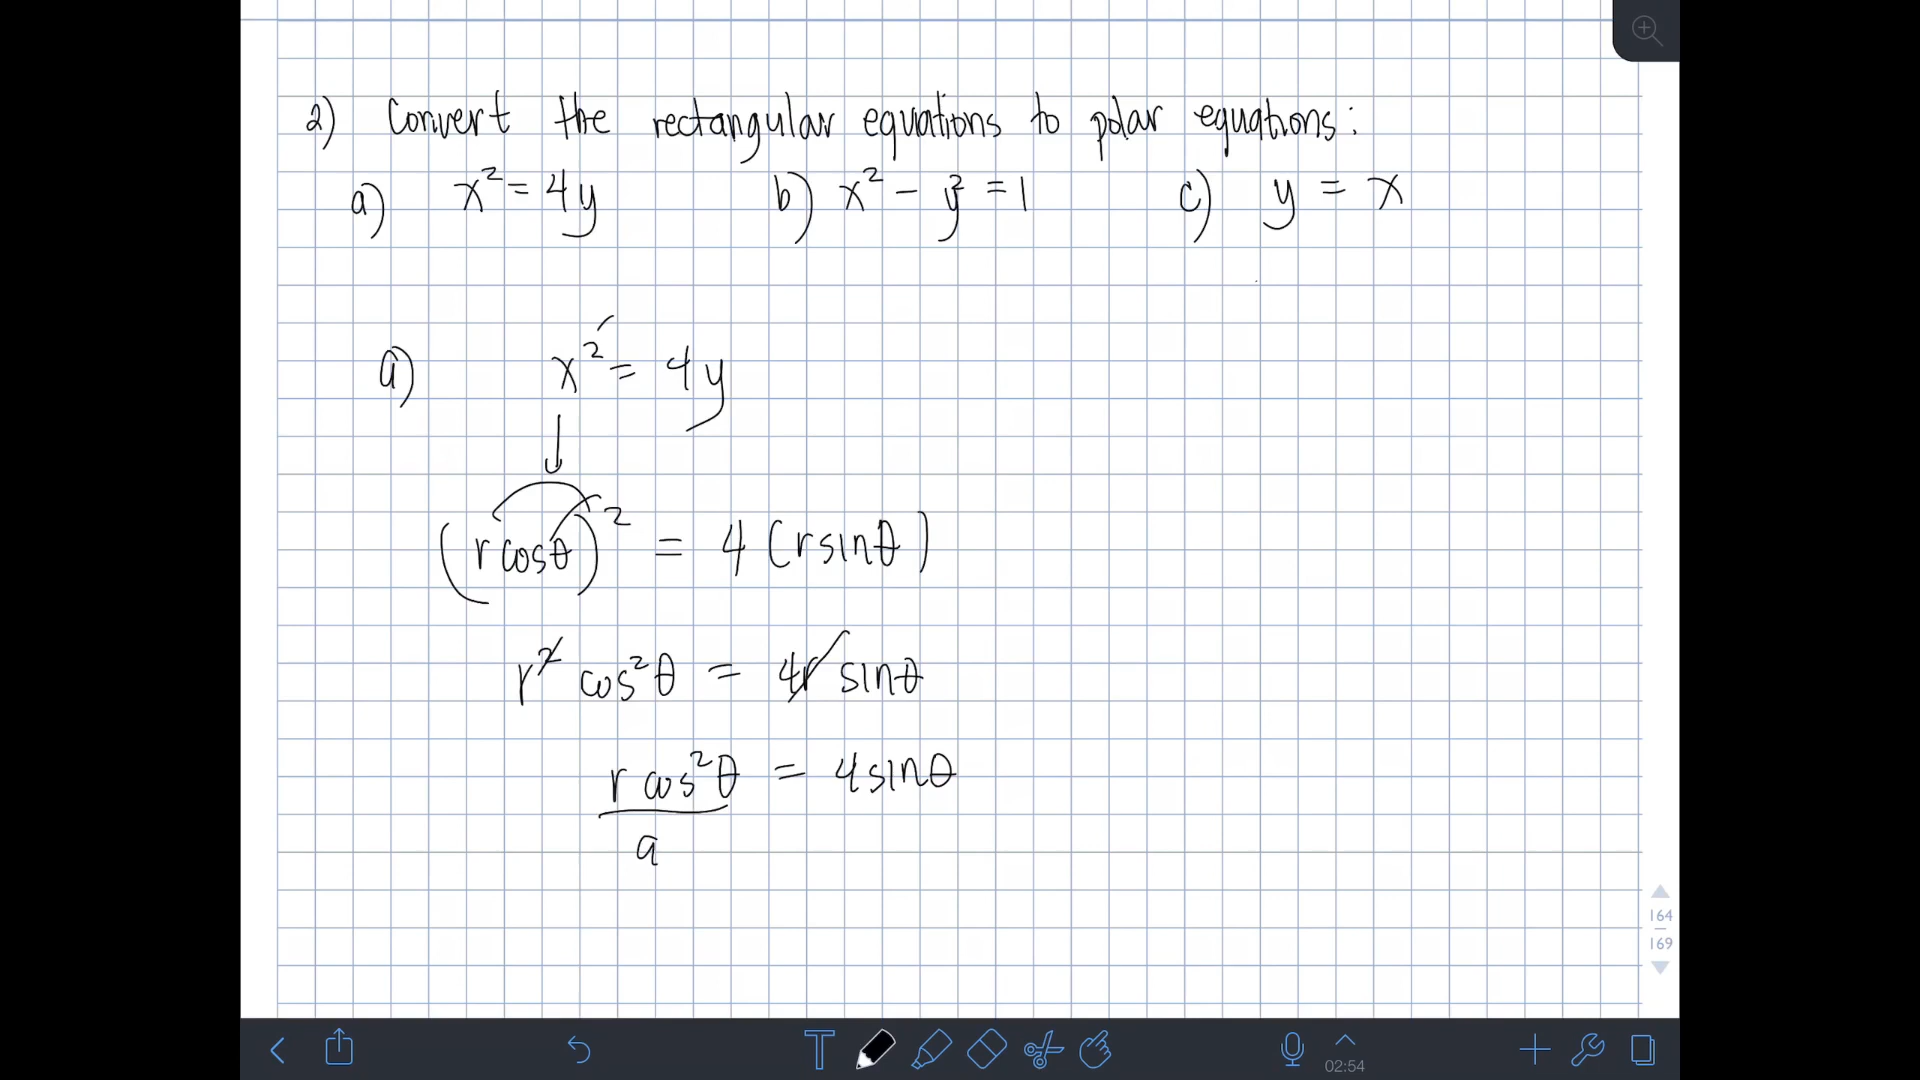 2) Convert the rectangular equations to polar equations:
a) x² = 4y b) x² - y² = 1 c) y = x
a) x² = 4y
(r cosθ)² = 4 (r sinθ)
r² cos²θ = 4r sinθ
r cos²θ = 4 sinθ
a
164
169
T
02:54